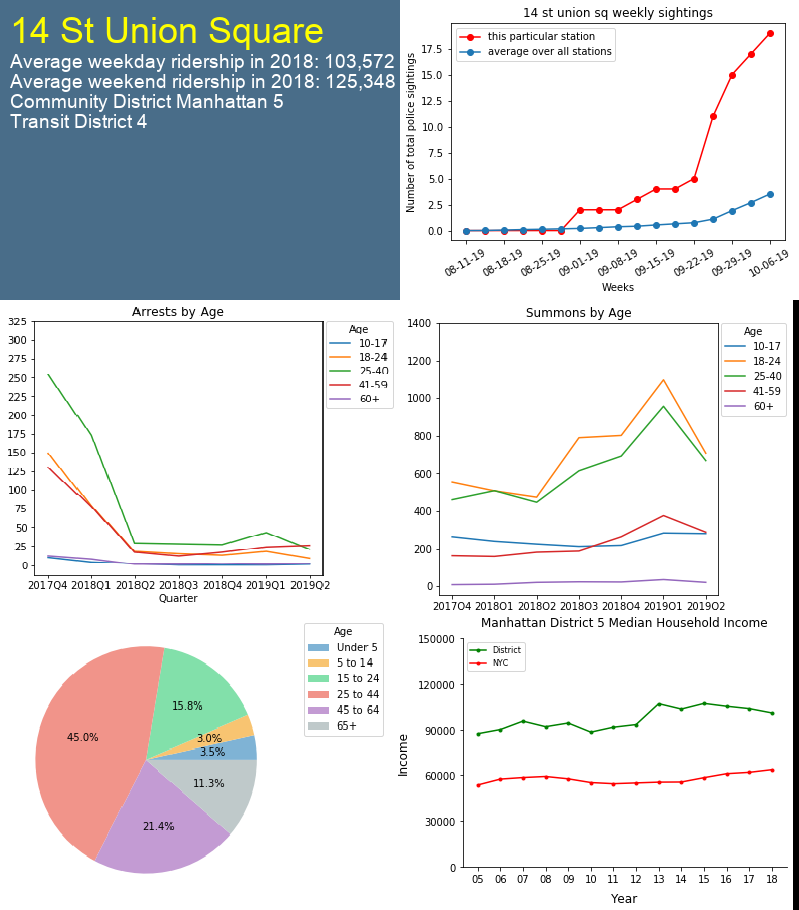 14 St Union Square
Average weekday ridership in 2018: 103,572
Average weekend ridership in 2018: 125,348
Community District Manhattan 5
Transit District 4
14 st union sq weekly sightings
this particular station
average over all stations
Number of total police sightings
17.5
15.0
12.5
10.0
7.5
5.0
2.5
0.0
08-11-19 08-18-19 08-25-19 09-01-19 09-08-19 09-15-19 09-22-19 09-29-19 10-06-19
Weeks
Arrests by Age
325
300
275
250
225
200
175
150
125
100
75
50
25
0
2017Q4 2018Q1 2018Q2 2018Q3 2018Q4 2019Q1 2019Q2
Quarter
Age
10-17
18-24
25-40
41-59
60+
Summons by Age
1400
1200
1000
800
600
400
200
0
2017Q4 2018Q1 2018Q2 2018Q3 2018Q4 2019Q1 2019Q2
Age
10-17
18-24
25-40
41-59
60+
Age
Under 5
5 to 14
15 to 24
25 to 44
45 to 64
65+
15.8%
45.0%
3.0%
3.5%
11.3%
21.4%
Manhattan District 5 Median Household Income
District
NYC
Income
150000
120000
90000
60000
30000
0
05 06 07 08 09 10 11 12 13 14 15 16 17 18
Year